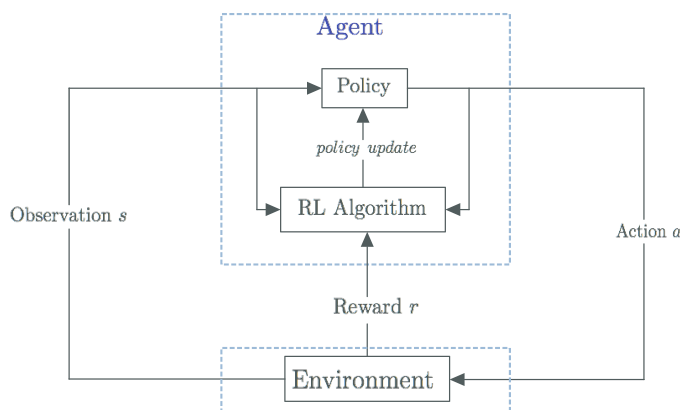 Agent
Policy
policy update
RL Algorithm
Observation s
Action a
Reward r
Environment